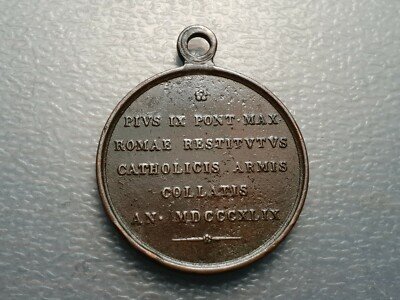 PIVS IX PONT·MAX
ROMAE RESTITVTVS
CATHOLICIS ARMIS
COLLATIS
AN· MDCCCXLIX